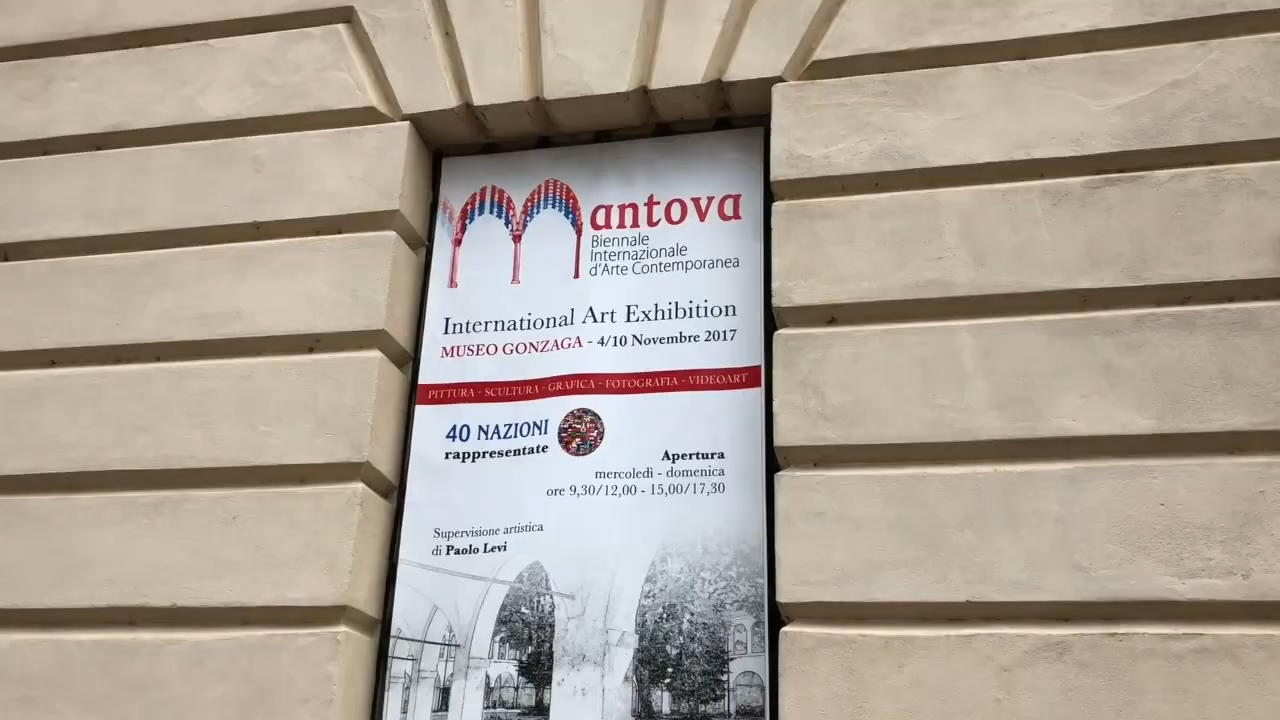 Mantova
Biennale
Internazionale
d'Arte Contemporanea
International Art Exhibition
MUSEO GONZAGA - 4/10 Novembre 2017
PITTURA - SCULTURA - GRAFICA - FOTOGRAFIA - VIDEOART
40 NAZIONI
rappresentate
Apertura
mercoledì - domenica
ore 9,30/12,00 - 15,00/17,30
Supervisione artistica
di Paolo Levi